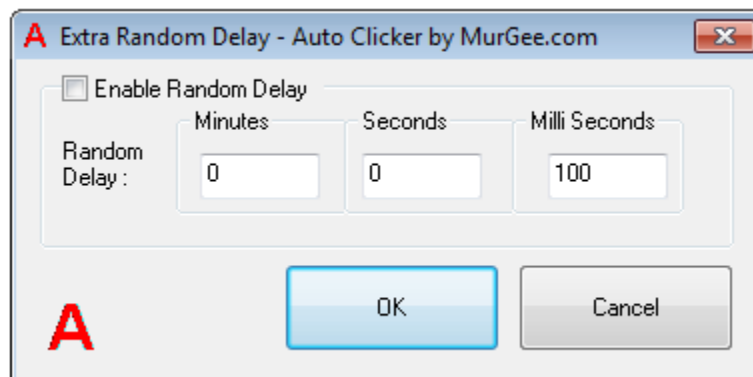 A Extra Random Delay - Auto Clicker by MurGee.com
Enable Random Delay
Minutes Seconds Milli Seconds
Random
Delay :
0 0 100
A OK Cancel